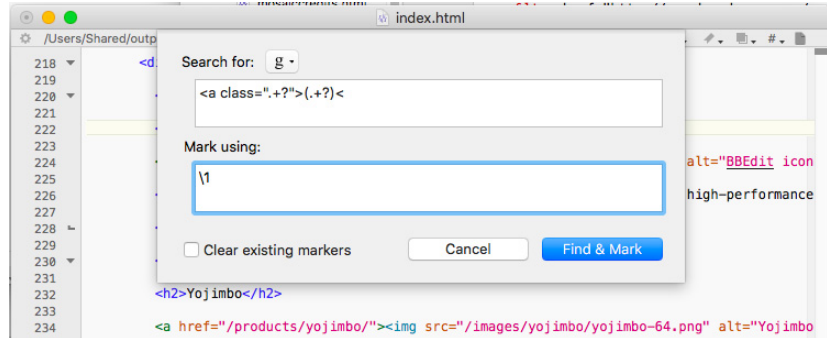 index.html
/Users/Shared/outp
Search for: g
<a class=".+?">(.+?)<
Mark using:
\1
Clear existing markers
Cancel
Find & Mark
218 <d
219
220
221
222
223
224 alt="BBEdit icon
225
226 high-performance
227
228
229
230
231
232 <h2>Yojimbo</h2>
233
234 <a href="/products/yojimbo/"><img src="/images/yojimbo/yojimbo-64.png" alt="Yojimbo